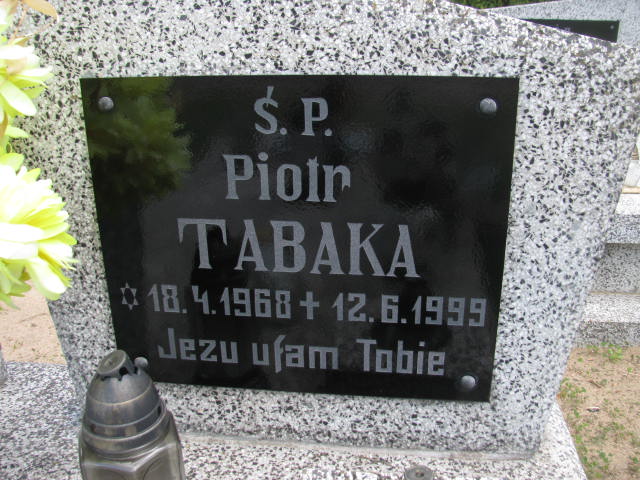 Ś. P.
Piotr
TABAKA
✡ 18.4.1968 + 12.6.1999
Jezu ufam Tobie